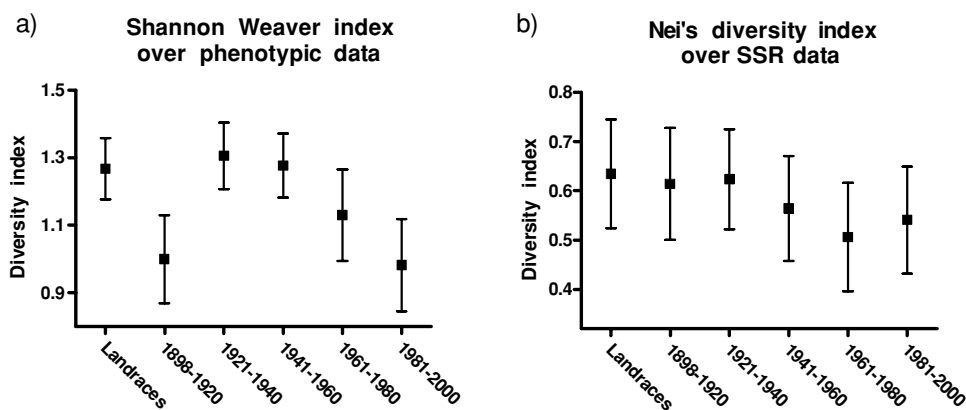 a)
Shannon Weaver index
over phenotypic data
Diversity index
1.5
1.3
1.1
0.9
Landraces
1898-1920
1921-1940
1941-1960
1961-1980
1981-2000
b)
Nei's diversity index
over SSR data
Diversity index
0.8
0.7
0.6
0.5
0.4
Landraces
1898-1920
1921-1940
1941-1960
1961-1980
1981-2000